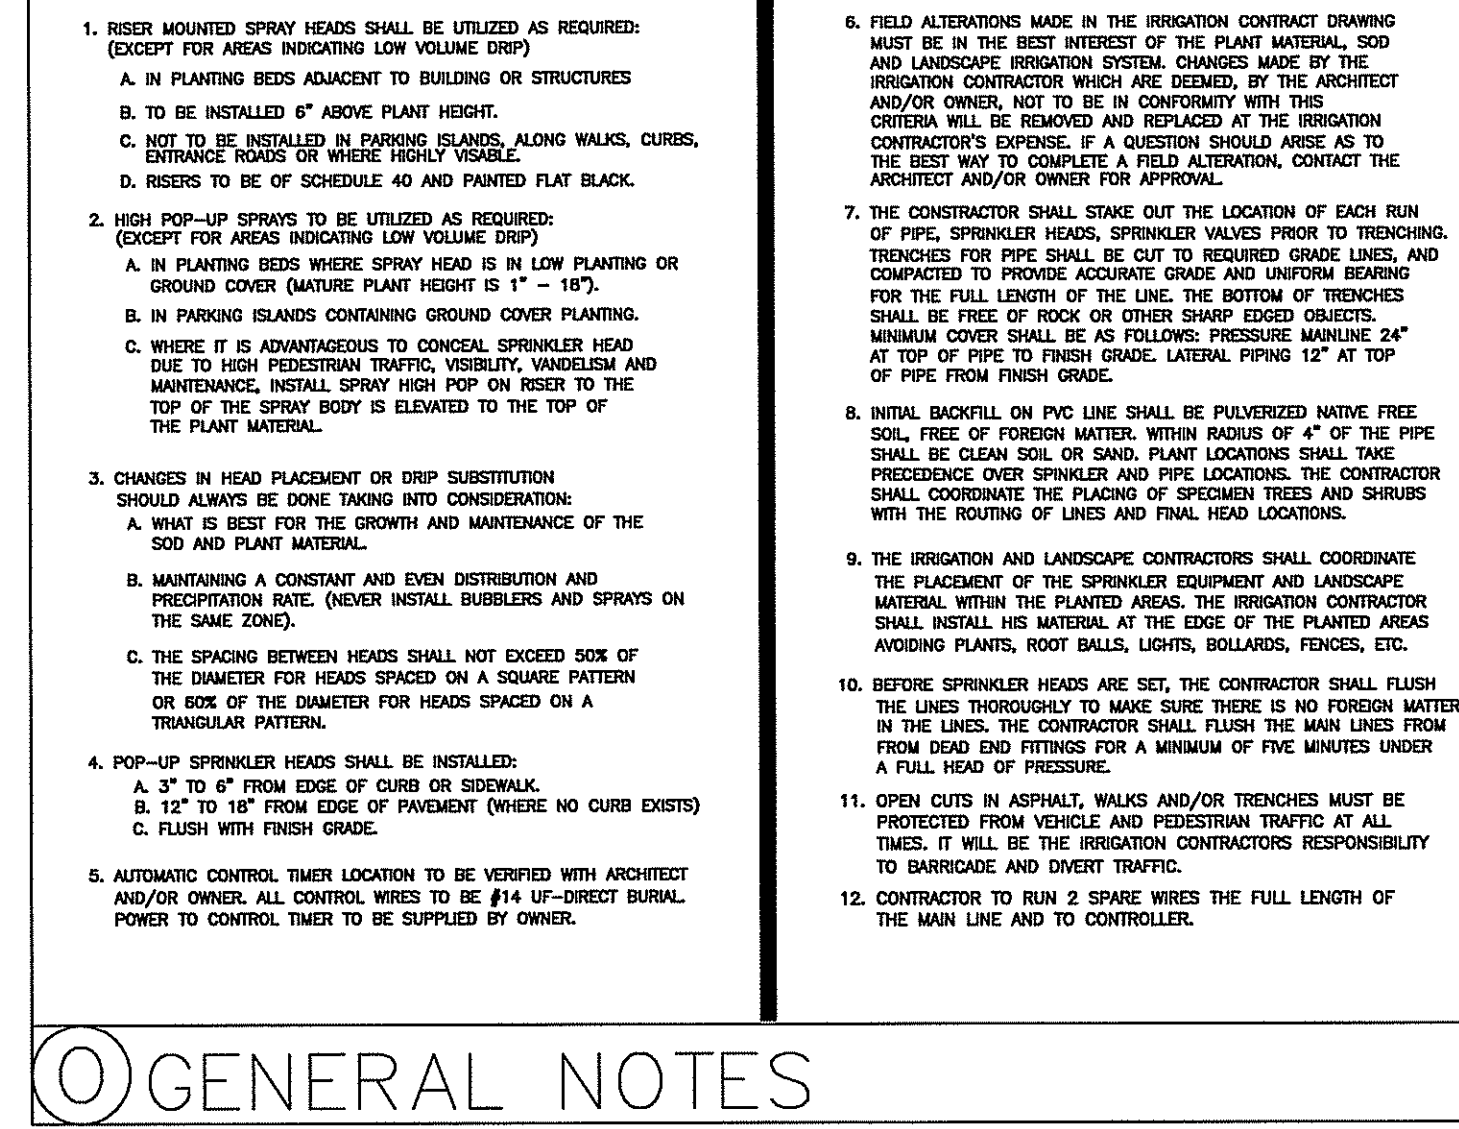 1. RISER MOUNTED SPRAY HEADS SHALL BE UTILIZED AS REQUIRED:
(EXCEPT FOR AREAS INDICATING LOW VOLUME DRIP)
A. IN PLANTING BEDS ADJACENT TO BUILDING OR STRUCTURES
B. TO BE INSTALLED 6" ABOVE PLANT HEIGHT.
C. NOT TO BE INSTALLED IN PARKING ISLANDS, ALONG WALKS, CURBS,
ENTRANCE ROADS OR WHERE HIGHLY VISABLE.
D. RISERS TO BE OF SCHEDULE 40 AND PAINTED FLAT BLACK.
2. HIGH POP-UP SPRAYS TO BE UTILIZED AS REQUIRED:
(EXCEPT FOR AREAS INDICATING LOW VOLUME DRIP)
A. IN PLANTING BEDS WHERE SPRAY HEAD IS IN LOW PLANTING OR
GROUND COVER (MATURE PLANT HEIGHT IS 1" - 18").
B. IN PARKING ISLANDS CONTAINING GROUND COVER PLANTING.
C. WHERE IT IS ADVANTAGEOUS TO CONCEAL SPRINKLER HEAD
DUE TO HIGH PEDESTRIAN TRAFFIC, VISIBILITY, VANDELISM AND
MAINTENANCE, INSTALL SPRAY HIGH POP ON RISER TO THE
TOP OF THE SPRAY BODY IS ELEVATED TO THE TOP OF
THE PLANT MATERIAL.
3. CHANGES IN HEAD PLACEMENT OR DRIP SUBSTITUTION
SHOULD ALWAYS BE DONE TAKING INTO CONSIDERATION:
A. WHAT IS BEST FOR THE GROWTH AND MAINTENANCE OF THE
SOD AND PLANT MATERIAL.
B. MAINTAINING A CONSTANT AND EVEN DISTRIBUTION AND
PRECIPITATION RATE. (NEVER INSTALL BUBBLERS AND SPRAYS ON
THE SAME ZONE).
C. THE SPACING BETWEEN HEADS SHALL NOT EXCEED 50% OF
THE DIAMETER FOR HEADS SPACED ON A SQUARE PATTERN
OR 60% OF THE DIAMETER FOR HEADS SPACED ON A
TRIANGULAR PATTERN.
4. POP-UP SPRINKLER HEADS SHALL BE INSTALLED:
A. 3" TO 6" FROM EDGE OF CURB OR SIDEWALK.
B. 12" TO 18" FROM EDGE OF PAVEMENT (WHERE NO CURB EXISTS)
C. FLUSH WITH FINISH GRADE.
5. AUTOMATIC CONTROL TIMER LOCATION TO BE VERIFIED WITH ARCHITECT
AND/OR OWNER. ALL CONTROL WIRES TO BE #14 UF-DIRECT BURIAL.
POWER TO CONTROL TIMER TO BE SUPPLIED BY OWNER.
6. FIELD ALTERATIONS MADE IN THE IRRIGATION CONTRACT DRAWING
MUST BE IN THE BEST INTEREST OF THE PLANT MATERIAL, SOD
AND LANDSCAPE IRRIGATION SYSTEM. CHANGES MADE BY THE
IRRIGATION CONTRACTOR WHICH ARE DEEMED, BY THE ARCHITECT
AND/OR OWNER, NOT TO BE IN CONFORMITY WITH THIS
CRITERIA WILL BE REMOVED AND REPLACED AT THE IRRIGATION
CONTRACTOR'S EXPENSE. IF A QUESTION SHOULD ARISE AS TO
THE BEST WAY TO COMPLETE A FIELD ALTERATION, CONTACT THE
ARCHITECT AND/OR OWNER FOR APPROVAL.
7. THE CONSTRACTOR SHALL STAKE OUT THE LOCATION OF EACH RUN
OF PIPE, SPRINKLER HEADS, SPRINKLER VALVES PRIOR TO TRENCHING.
TRENCHES FOR PIPE SHALL BE CUT TO REQUIRED GRADE LINES, AND
COMPACTED TO PROVIDE ACCURATE GRADE AND UNIFORM BEARING
FOR THE FULL LENGTH OF THE LINE. THE BOTTOM OF TRENCHES
SHALL BE FREE OF ROCK OR OTHER SHARP EDGED OBJECTS.
MINIMUM COVER SHALL BE AS FOLLOWS: PRESSURE MAINLINE 24"
AT TOP OF PIPE TO FINISH GRADE. LATERAL PIPING 12" AT TOP
OF PIPE FROM FINISH GRADE.
8. INITIAL BACKFILL ON PVC LINE SHALL BE PULVERIZED NATIVE FREE
SOIL, FREE OF FOREIGN MATTER. WITHIN RADIUS OF 4" OF THE PIPE
SHALL BE CLEAN SOIL OR SAND. PLANT LOCATIONS SHALL TAKE
PRECEDENCE OVER SPINKLER AND PIPE LOCATIONS. THE CONTRACTOR
SHALL COORDINATE THE PLACING OF SPECIMEN TREES AND SHRUBS
WITH THE ROUTING OF LINES AND FINAL HEAD LOCATIONS.
9. THE IRRIGATION AND LANDSCAPE CONTRACTORS SHALL COORDINATE
THE PLACEMENT OF THE SPRINKLER EQUIPMENT AND LANDSCAPE
MATERIAL WITHIN THE PLANTED AREAS. THE IRRIGATION CONTRACTOR
SHALL INSTALL HIS MATERIAL AT THE EDGE OF THE PLANTED AREAS
AVOIDING PLANTS, ROOT BALLS, LIGHTS, BOLLARDS, FENCES, ETC.
10. BEFORE SPRINKLER HEADS ARE SET, THE CONTRACTOR SHALL FLUSH
THE LINES THOROUGHLY TO MAKE SURE THERE IS NO FOREIGN MATTER
IN THE LINES. THE CONTRACTOR SHALL FLUSH THE MAIN LINES FROM
FROM DEAD END FITTINGS FOR A MINIMUM OF FIVE MINUTES UNDER
A FULL HEAD OF PRESSURE.
11. OPEN CUTS IN ASPHALT, WALKS AND/OR TRENCHES MUST BE
PROTECTED FROM VEHICLE AND PEDESTRIAN TRAFFIC AT ALL
TIMES. IT WILL BE THE IRRIGATION CONTRACTORS RESPONSIBILITY
TO BARRICADE AND DIVERT TRAFFIC.
12. CONTRACTOR TO RUN 2 SPARE WIRES THE FULL LENGTH OF
THE MAIN LINE AND TO CONTROLLER.
O GENERAL NOTES